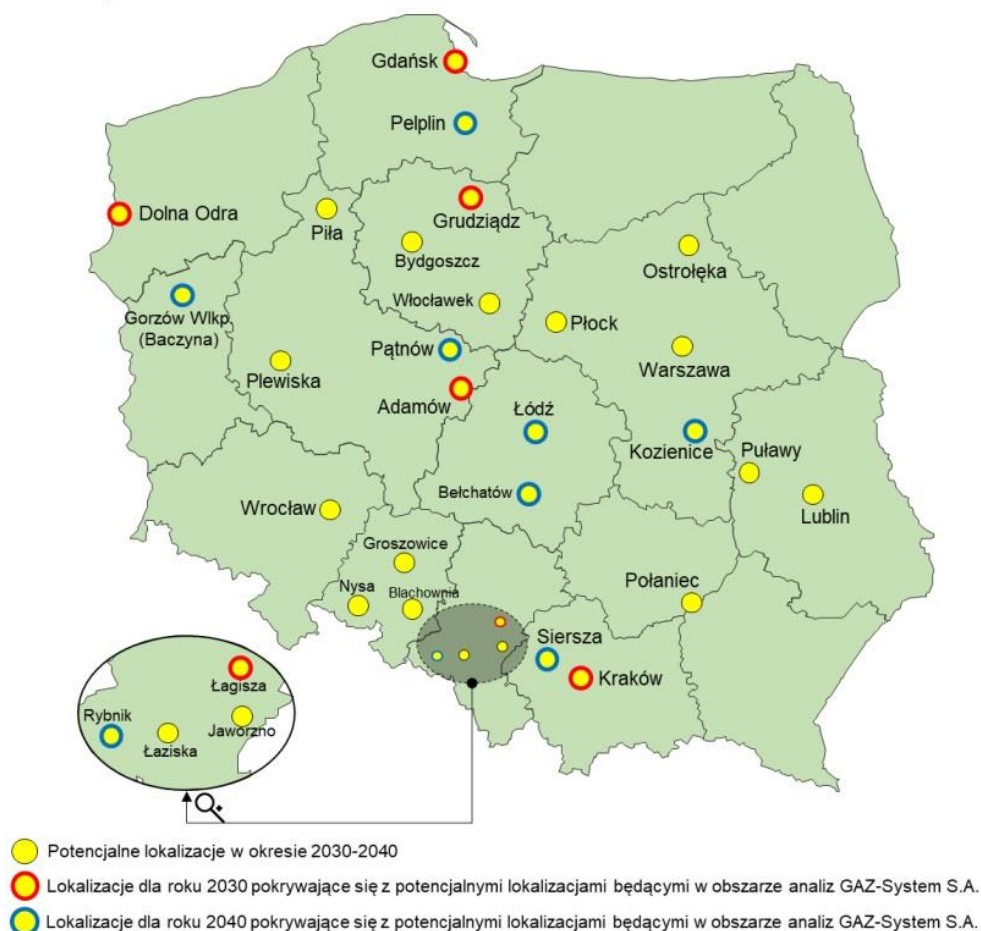 Gdańsk
Pelplin
Dolna Odra
Piła
Grudziądz
Bydgoszcz
Ostrołęka
Gorzów Wlkp.
(Baczyna)
Włocławek
Płock
Pątnów
Warszawa
Plewiska
Adamów
Łódź
Kozienice
Puławy
Bełchatów
Lublin
Wrocław
Groszowice
Nysa
Blachownia
Połaniec
Siersza
Kraków
Łagisza
Rybnik
Jaworzno
Łaziska
Potencjalne lokalizacje w okresie 2030-2040
Lokalizacje dla roku 2030 pokrywające się z potencjalnymi lokalizacjami będącymi w obszarze analiz GAZ-System S.A.
Lokalizacje dla roku 2040 pokrywające się z potencjalnymi lokalizacjami będącymi w obszarze analiz GAZ-System S.A.